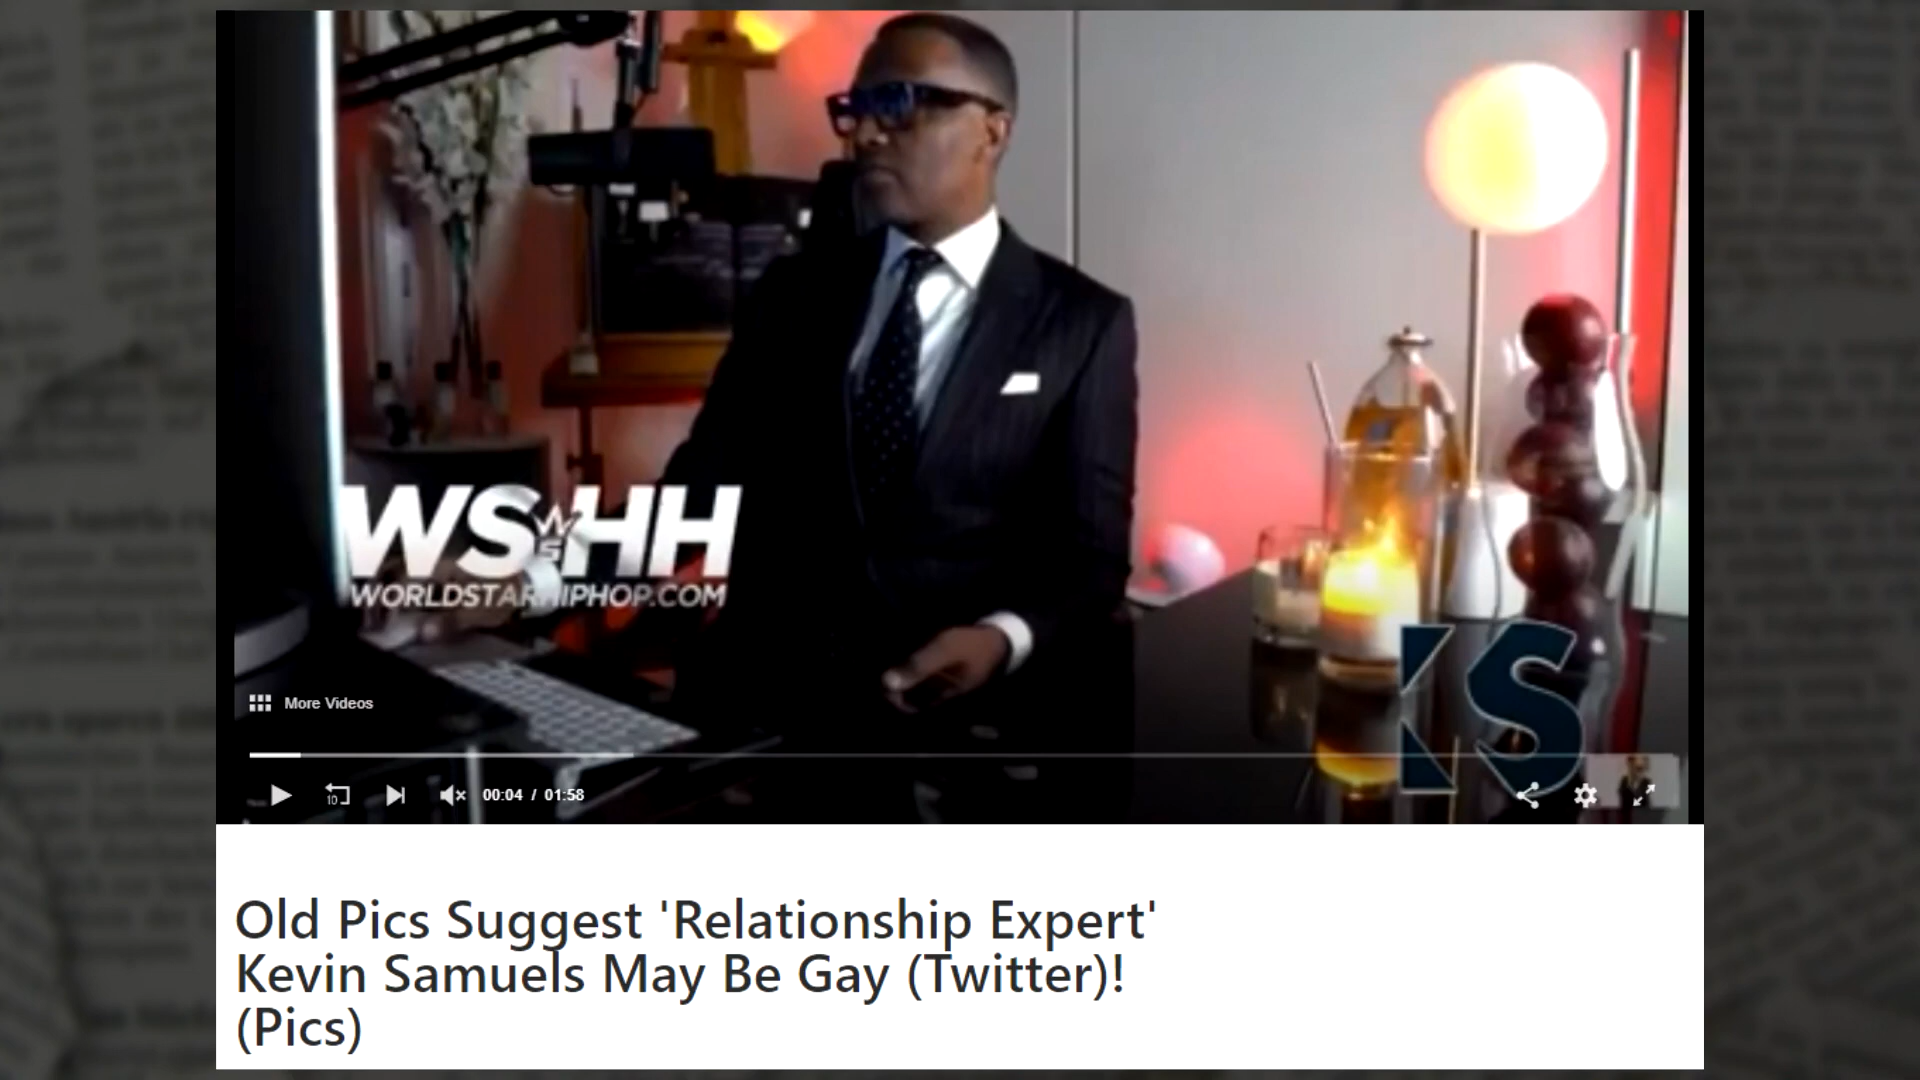 WSHH
WORLDSTARHIPHOP.COM
KS
More Videos
10
00:04 / 01:58
Old Pics Suggest 'Relationship Expert'
Kevin Samuels May Be Gay (Twitter)!
(Pics)